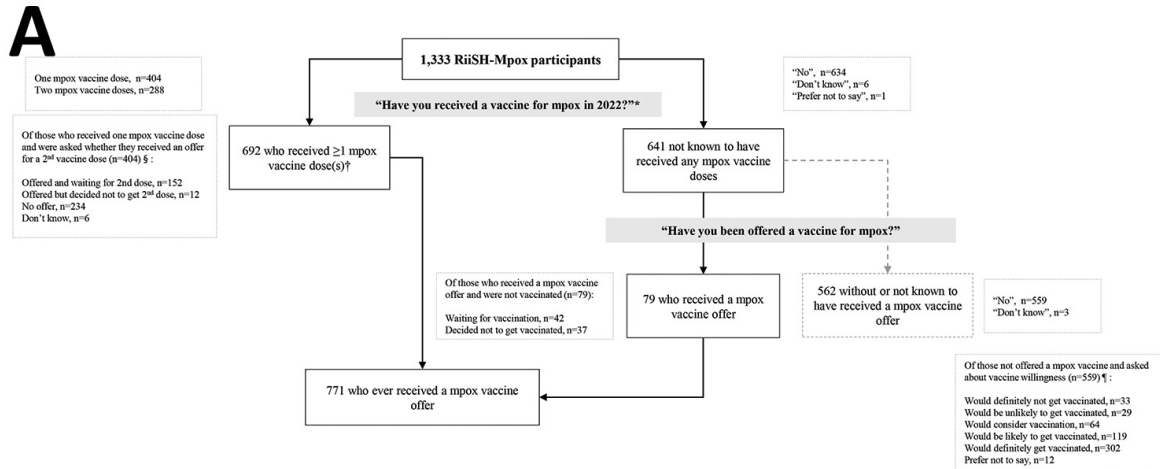 A
1,333 RiiSH-Mpox participants
One mpox vaccine dose, n=404
Two mpox vaccine doses, n=288
"No", n=634
"Don't know", n=6
"Prefer not to say", n=1
"Have you received a vaccine for mpox in 2022?"*
Of those who received one mpox vaccine dose
and were asked whether they received an offer
for a 2nd vaccine dose (n=404) § :
Offered and waiting for 2nd dose, n=152
Offered but decided not to get 2nd dose, n=12
No offer, n=234
Don't know, n=6
692 who received ≥1 mpox
vaccine dose(s)†
641 not known to have
received any mpox vaccine
doses
"Have you been offered a vaccine for mpox?"
Of those who received a mpox vaccine
offer and were not vaccinated (n=79):
Waiting for vaccination, n=42
Decided not to get vaccinated, n=37
79 who received a mpox
vaccine offer
562 without or not known to
have received a mpox vaccine
offer
"No", n=559
"Don't know", n=3
771 who ever received a mpox vaccine
offer
Of those not offered a mpox vaccine and asked
about vaccine willingness (n=559) ¶ :
Would definitely not get vaccinated, n=33
Would be unlikely to get vaccinated, n=29
Would consider vaccination, n=64
Would be likely to get vaccinated, n=119
Would definitely get vaccinated, n=302
Prefer not to say, n=12